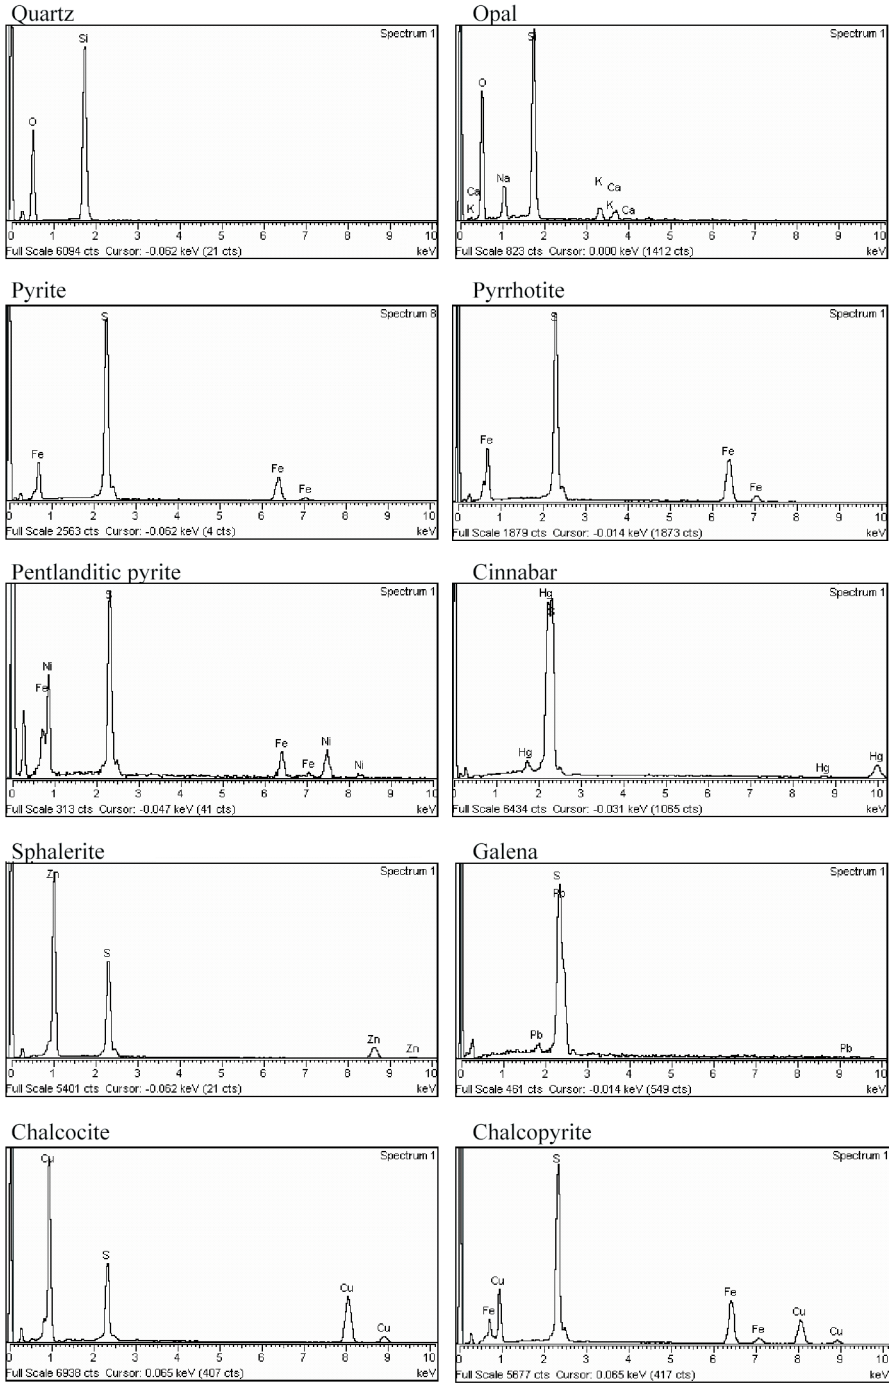 Quartz
Spectrum 1
Si
O
0 1 2 3 4 5 6 7 8 9 10
Full Scale 6094 cts Cursor: -0.062 keV (21 cts) keV
Opal
Spectrum 1
Si
O
Na
Ca
K
K
Ca
K
Ca
0 1 2 3 4 5 6 7 8 9 10
Full Scale 823 cts Cursor: 0.000 keV (1412 cts) keV
Pyrite
Spectrum 8
S
Fe
Fe
Fe
0 1 2 3 4 5 6 7 8 9 10
Full Scale 2563 cts Cursor: -0.062 keV (4 cts) keV
Pyrrhotite
Spectrum 1
S
Fe
Fe
Fe
0 1 2 3 4 5 6 7 8 9 10
Full Scale 1879 cts Cursor: -0.014 keV (1873 cts) keV
Pentlanditic pyrite
Spectrum 1
S
Ni
Fe
Fe
Fe
Ni
Ni
0 1 2 3 4 5 6 7 8 9 10
Full Scale 313 cts Cursor: -0.047 keV (41 cts) keV
Cinnabar
Spectrum 1
Hg
S
Hg
Hg
Hg
0 1 2 3 4 5 6 7 8 9 10
Full Scale 6434 cts Cursor: -0.031 keV (1065 cts) keV
Sphalerite
Spectrum 1
Zn
S
Zn
Zn
0 1 2 3 4 5 6 7 8 9 10
Full Scale 5401 cts Cursor: -0.062 keV (21 cts) keV
Galena
Spectrum 1
S
Pb
Pb
Pb
0 1 2 3 4 5 6 7 8 9 10
Full Scale 461 cts Cursor: -0.014 keV (549 cts) keV
Chalcocite
Spectrum 1
Cu
S
Cu
Cu
0 1 2 3 4 5 6 7 8 9 10
Full Scale 6938 cts Cursor: 0.065 keV (407 cts) keV
Chalcopyrite
Spectrum 1
S
Cu
Fe
Fe
Fe
Cu
Cu
0 1 2 3 4 5 6 7 8 9 10
Full Scale 5677 cts Cursor: 0.065 keV (417 cts) keV